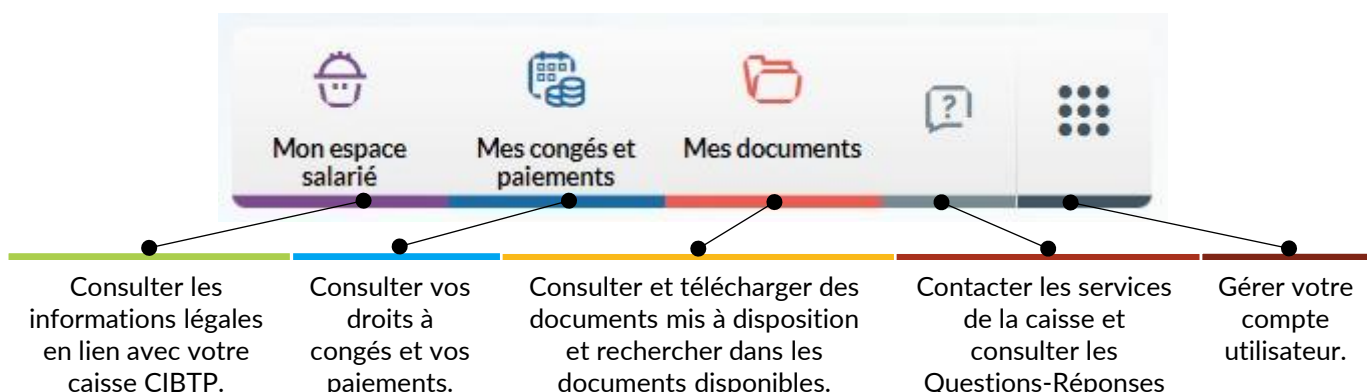 Mon espace
salarié
Mes congés et
paiements
Mes documents
?
Consulter les
informations légales
en lien avec votre
caisse CIBTP.
Consulter vos
droits à
congés et vos
paiements.
Consulter et télécharger des
documents mis à disposition
et rechercher dans les
documents disponibles.
Contacter les services
de la caisse et
consulter les
Questions-Réponses
Gérer votre
compte
utilisateur.